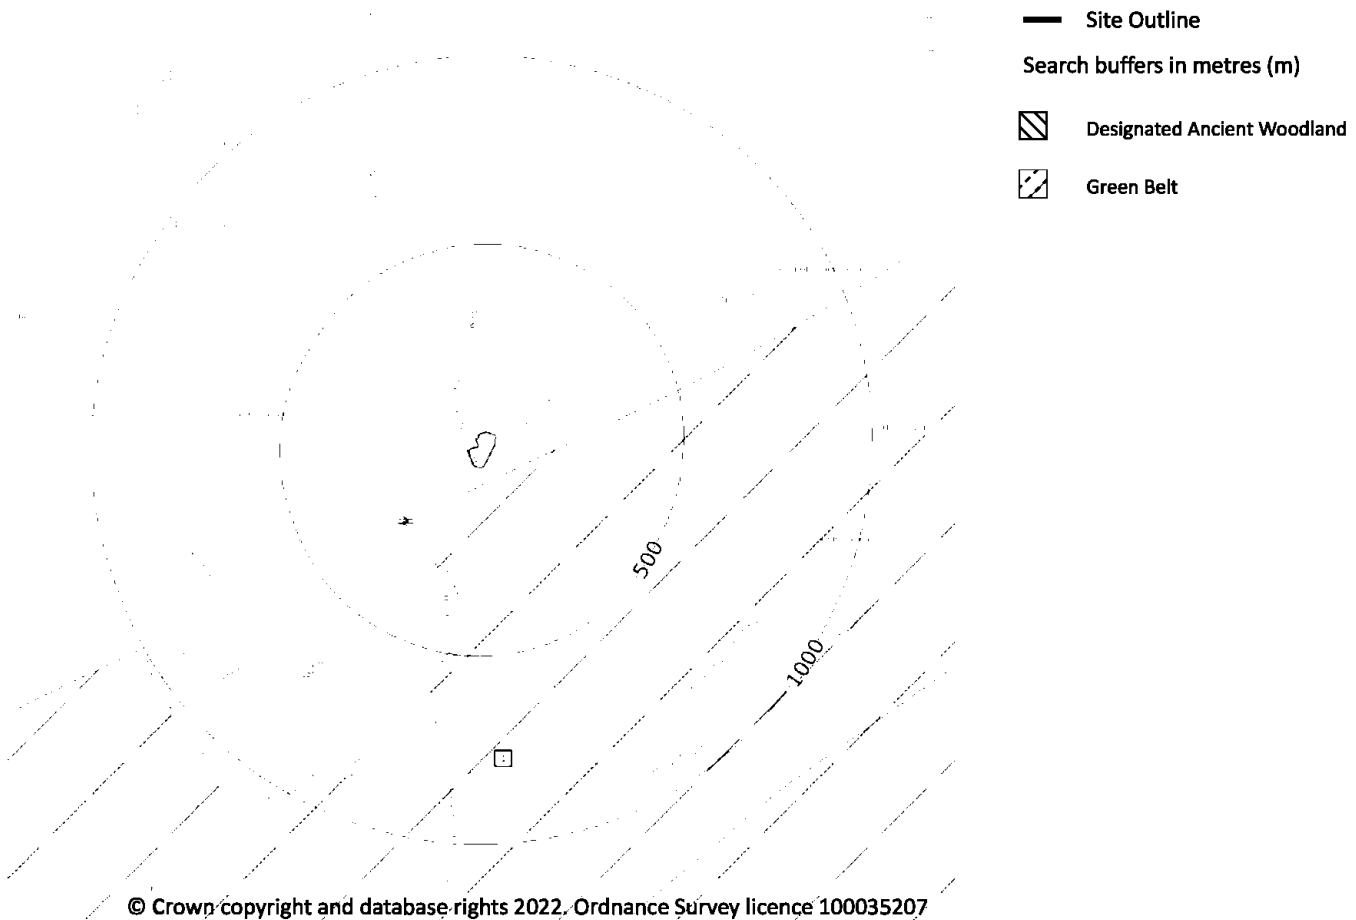 Site Outline
Search buffers in metres (m)
Designated Ancient Woodland
Green Belt
500
1000
© Crown copyright and database rights 2022. Ordnance Survey licence 100035207